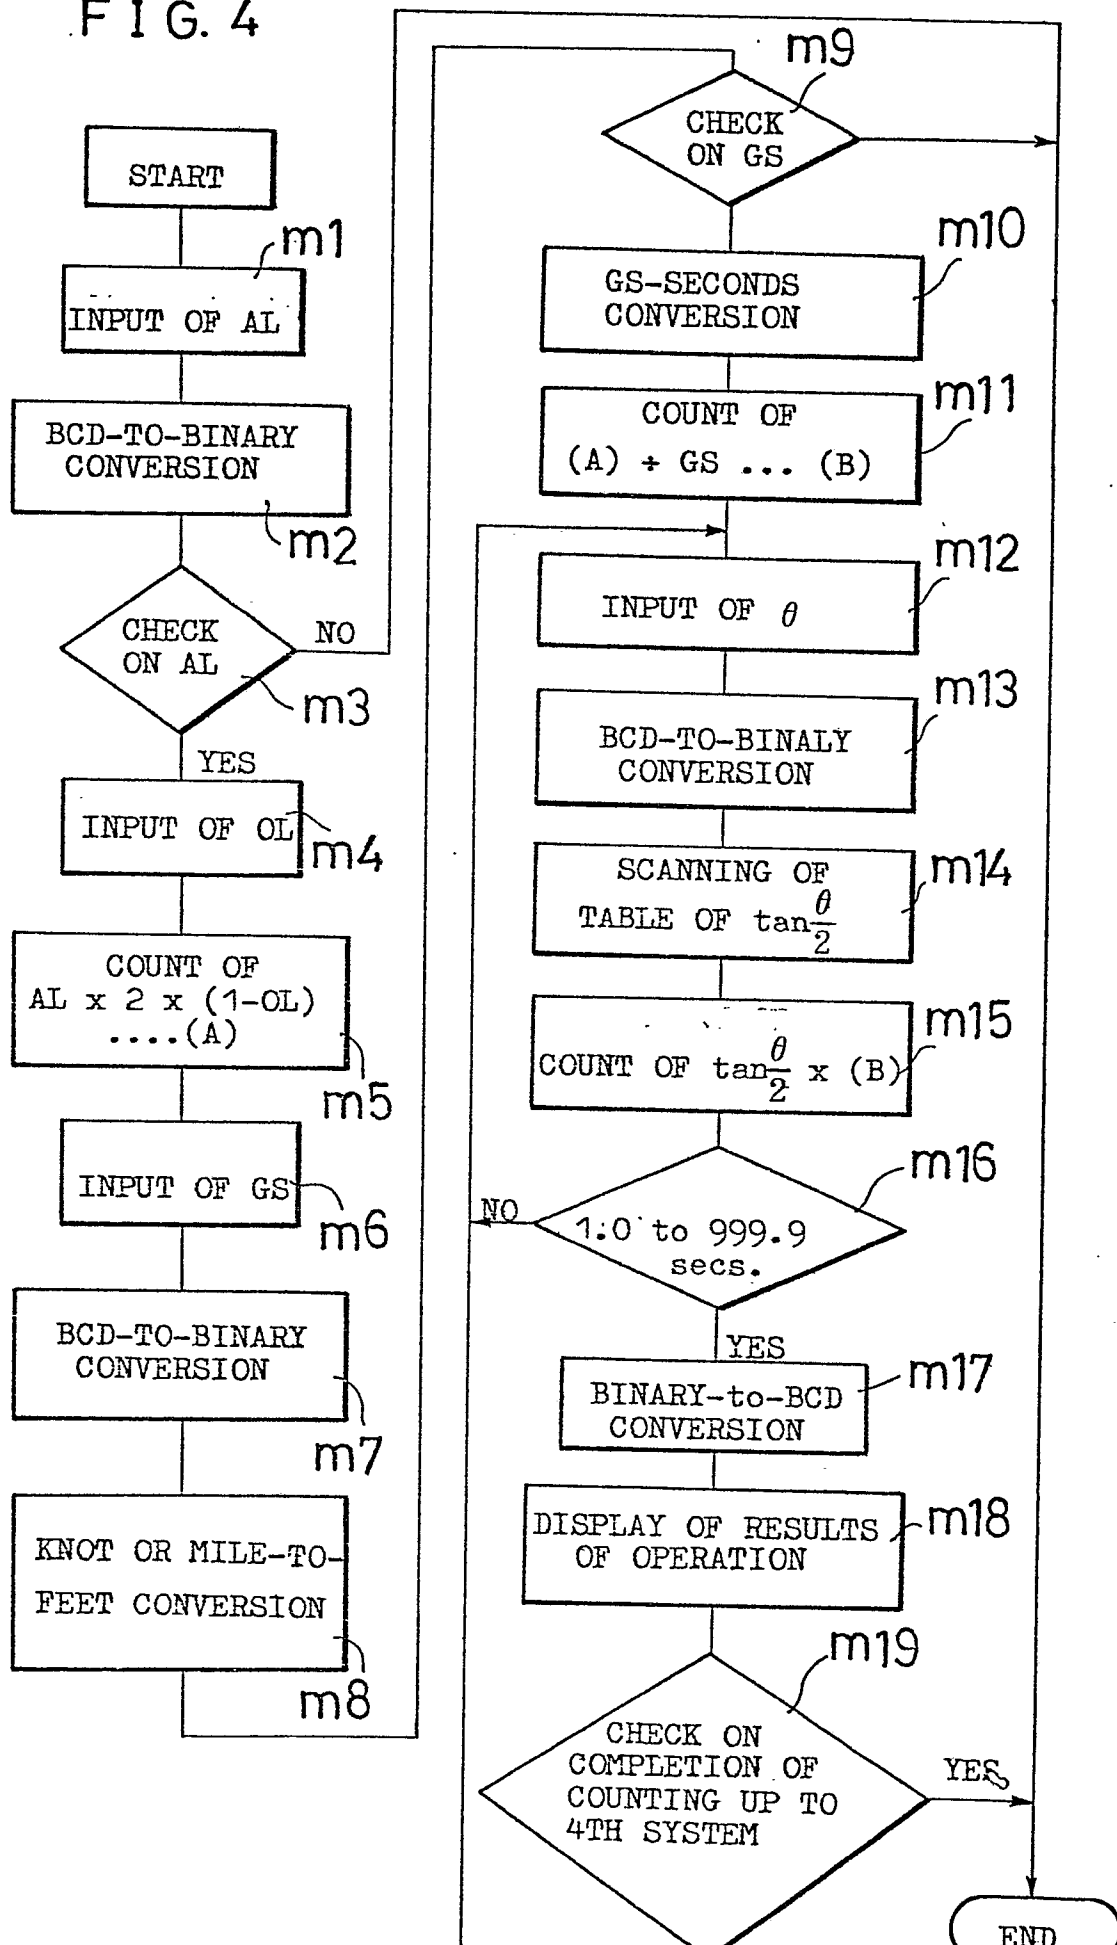 FIG. 4
START
m1
INPUT OF AL
BCD-TO-BINARY
CONVERSION
m2
CHECK
ON AL
NO
m3
YES
INPUT OF OL
m4
COUNT OF
AL x 2 x (1-OL)
....(A)
m5
INPUT OF GS
m6
BCD-TO-BINARY
CONVERSION
m7
KNOT OR MILE-TO-
FEET CONVERSION
m8
m9
CHECK
ON GS
m10
GS-SECONDS
CONVERSION
m11
COUNT OF
(A) ÷ GS ... (B)
m12
INPUT OF θ
m13
BCD-TO-BINALY
CONVERSION
m14
SCANNING OF
TABLE OF tan θ/2
m15
COUNT OF tan θ/2 x (B)
m16
NO
1.0 to 999.9
secs.
YES
m17
BINARY-to-BCD
CONVERSION
m18
DISPLAY OF RESULTS
OF OPERATION
m19
CHECK ON
COMPLETION OF
COUNTING UP TO
4TH SYSTEM
YES
END